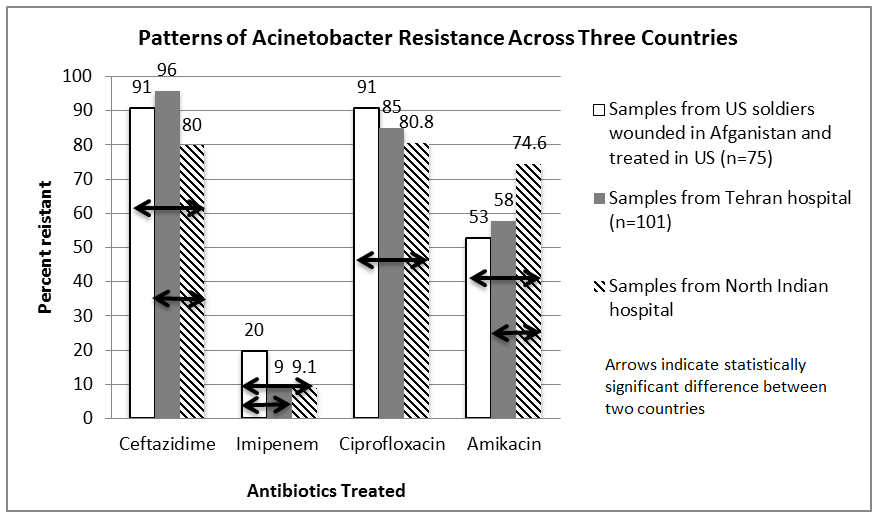 Patterns of Acinetobacter Resistance Across Three Countries
Percent reistant
100
90
80
70
60
50
40
30
20
10
0
91
96
80
20
9
9.1
91
85
80.8
53
58
74.6
Ceftazidime
Imipenem
Ciprofloxacin
Amikacin
Antibiotics Treated
Samples from US soldiers
wounded in Afganistan and
treated in US (n=75)
Samples from Tehran hospital
(n=101)
Samples from North Indian
hospital
Arrows indicate statistically
significant difference between
two countries